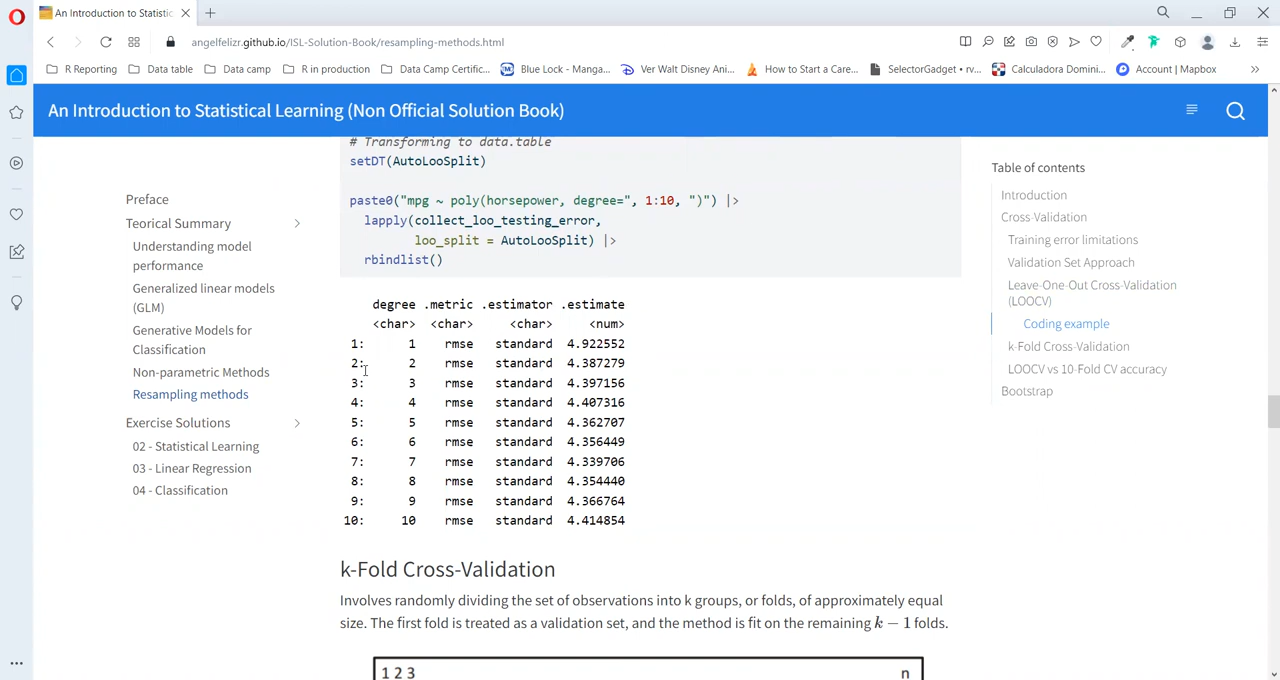 An Introduction to Statistic
angelfelizr.github.io/ISL-Solution-Book/resampling-methods.html
R Reporting
Data table
Data camp
R in production
Data Camp Certific...
Blue Lock - Manga...
Ver Walt Disney Ani...
How to Start a Care...
SelectorGadget • rv...
Calculadora Domini...
Account | Mapbox
An Introduction to Statistical Learning (Non Official Solution Book)
Preface
Teorical Summary
Understanding model
performance
Generalized linear models
(GLM)
Generative Models for
Classification
Non-parametric Methods
Resampling methods
Exercise Solutions
02 - Statistical Learning
03 - Linear Regression
04 - Classification
# Transforming to data.table
setDT(AutoLooSplit)
paste0("mpg ~ poly(horsepower, degree=", 1:10, ")") |>
lapply(collect_loo_testing_error,
loo_split = AutoLooSplit) |>
rbindlist()
degree .metric .estimator .estimate
<char> <char> <char> <num>
1: 1 rmse standard 4.922552
2: 2 rmse standard 4.387279
3: 3 rmse standard 4.397156
4: 4 rmse standard 4.407316
5: 5 rmse standard 4.362707
6: 6 rmse standard 4.356449
7: 7 rmse standard 4.339706
8: 8 rmse standard 4.354440
9: 9 rmse standard 4.366764
10: 10 rmse standard 4.414854
k-Fold Cross-Validation
Involves randomly dividing the set of observations into k groups, or folds, of approximately equal
size. The first fold is treated as a validation set, and the method is fit on the remaining k − 1 folds.
1 2 3 n
Table of contents
Introduction
Cross-Validation
Training error limitations
Validation Set Approach
Leave-One-Out Cross-Validation
(LOOCV)
Coding example
k-Fold Cross-Validation
LOOCV vs 10-Fold CV accuracy
Bootstrap